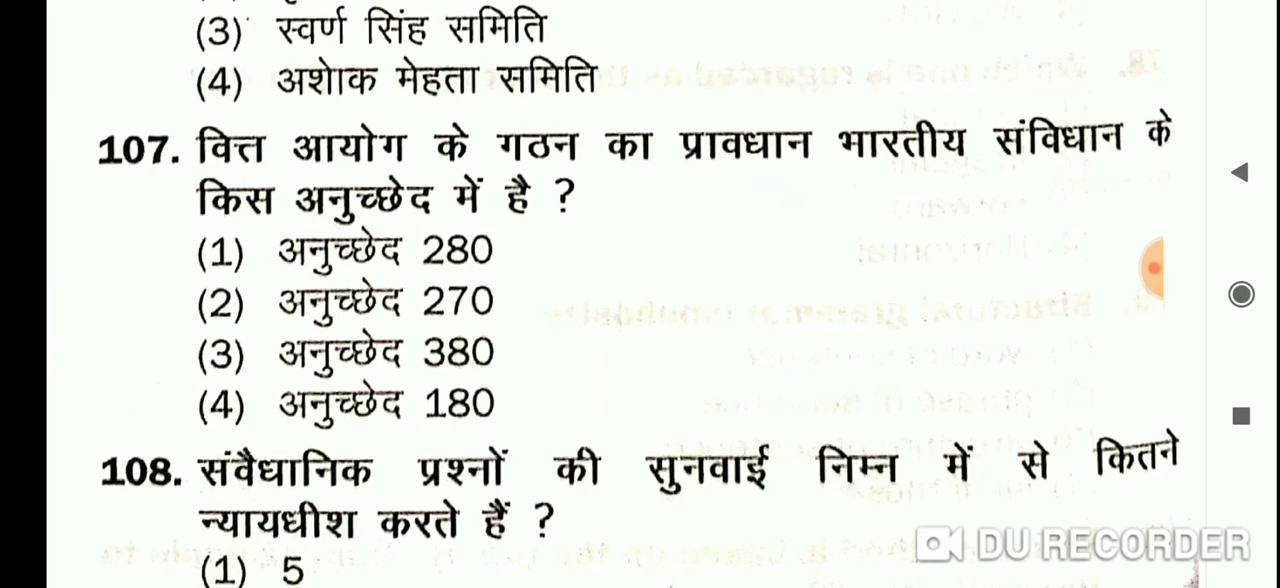 (3) स्वर्ण सिंह समिति
(4) अशोक मेहता समिति
107. वित्त आयोग के गठन का प्रावधान भारतीय संविधान के
किस अनुच्छेद में है ?
(1) अनुच्छेद 280
(2) अनुच्छेद 270
(3) अनुच्छेद 380
(4) अनुच्छेद 180
108. संवैधानिक प्रश्नों की सुनवाई निम्न में से कितने
न्यायधीश करते हैं ?
(1) 5
DU RECORDER